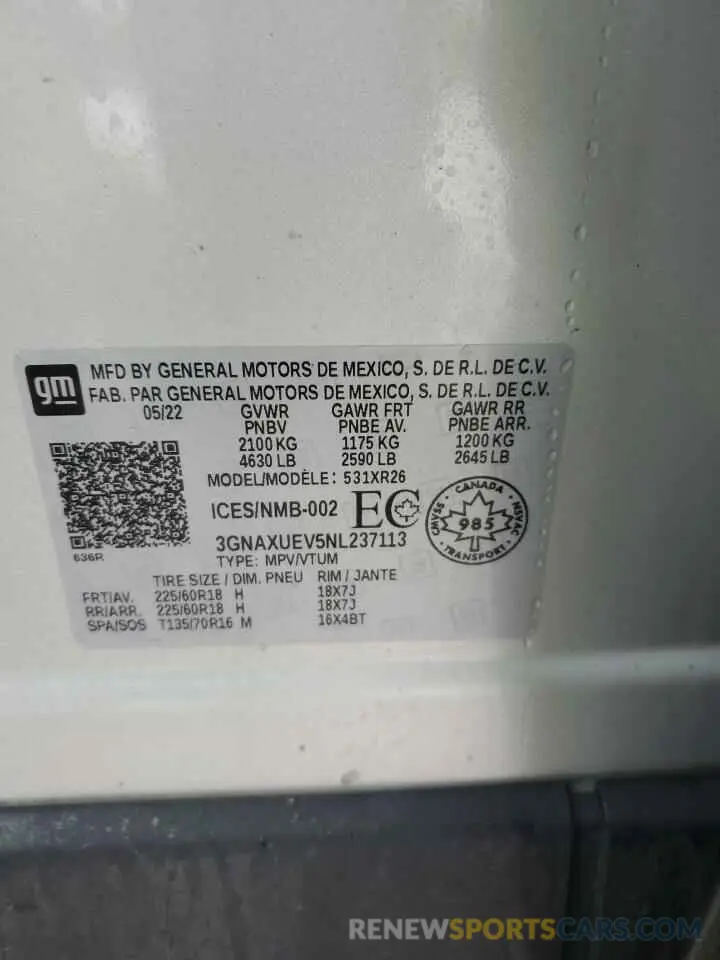 gm
MFD BY GENERAL MOTORS DE MEXICO, S. DE R.L. DE C.V.
FAB. PAR GENERAL MOTORS DE MEXICO, S. DE R.L. DE C.V.
05/22 GVWR GAWR FRT GAWR RR
PNBV PNBE AV. PNBE ARR.
2100 KG 1175 KG 1200 KG
4630 LB 2590 LB 2645 LB
MODEL/MODÈLE: 531XR26
ICES/NMB-002 EC
CANADA
CMVSS 985 NSVAC
TRANSPORT
3GNAXUEV5NL237113
636R TYPE: MPV/VTUM
TIRE SIZE / DIM. PNEU RIM / JANTE
FRT/AV. 225/60R18 H 18X7J
RR/ARR. 225/60R18 H 18X7J
SPA/SOS T135/70R16 M 16X4BT
RENEWSPORTSCARS.COM